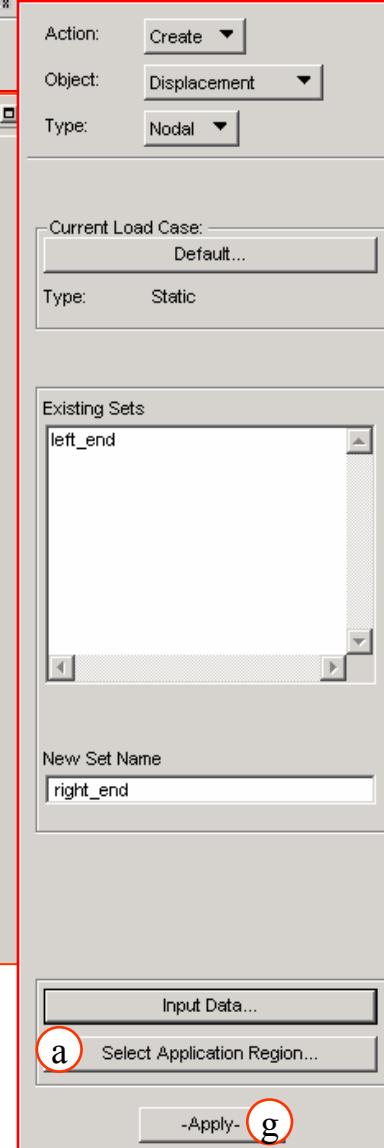 Action: Create
Object: Displacement
Type: Nodal
Current Load Case:
Default...
Type: Static
Existing Sets
left_end
New Set Name
right_end
Input Data...
a Select Application Region...
-Apply- g